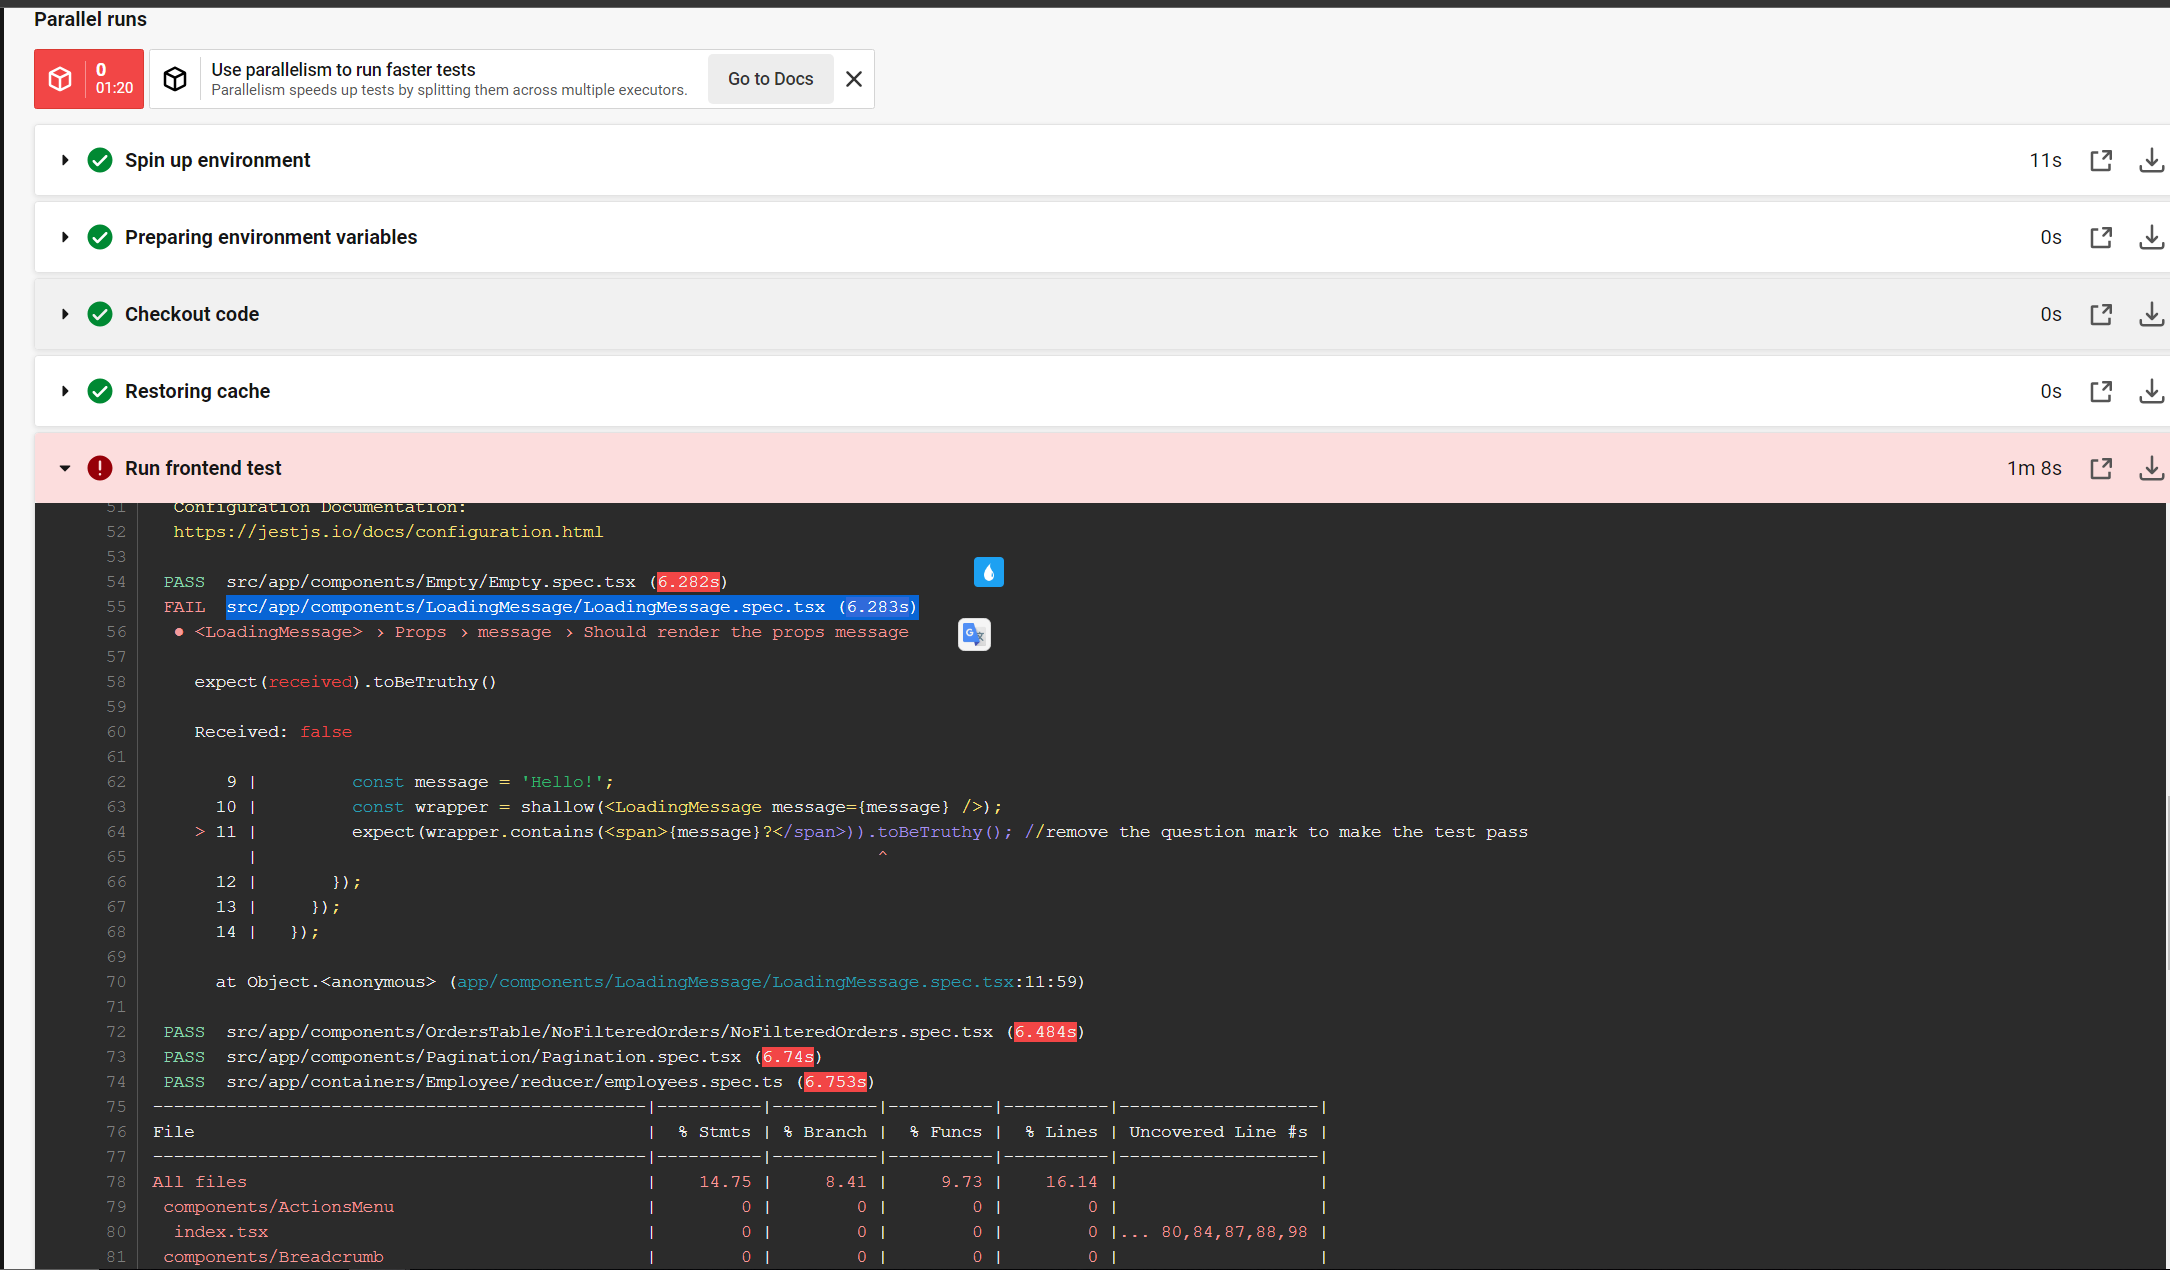 Parallel runs
0
01:20
Use parallelism to run faster tests
Parallelism speeds up tests by splitting them across multiple executors.
Go to Docs
Spin up environment 11s
Preparing environment variables 0s
Checkout code 0s
Restoring cache 0s
Run frontend test 1m 8s
51 Configuration Documentation:
52 https://jestjs.io/docs/configuration.html
53
54 PASS src/app/components/Empty/Empty.spec.tsx (6.282s)
55 FAIL src/app/components/LoadingMessage/LoadingMessage.spec.tsx (6.283s)
56 ● <LoadingMessage> › Props › message › Should render the props message
57
58 expect(received).toBeTruthy()
59
60 Received: false
61
62 9 | const message = 'Hello!';
63 10 | const wrapper = shallow(<LoadingMessage message={message} />);
64 > 11 | expect(wrapper.contains(<span>{message}?</span>)).toBeTruthy(); //remove the question mark to make the test pass
65 | ^
66 12 | });
67 13 | });
68 14 | });
69
70 at Object.<anonymous> (app/components/LoadingMessage/LoadingMessage.spec.tsx:11:59)
71
72 PASS src/app/components/OrdersTable/NoFilteredOrders/NoFilteredOrders.spec.tsx (6.484s)
73 PASS src/app/components/Pagination/Pagination.spec.tsx (6.74s)
74 PASS src/app/containers/Employee/reducer/employees.spec.ts (6.753s)
75 -----------------------------------------------|----------|----------|----------|----------|-------------------|
76 File | % Stmts | % Branch | % Funcs | % Lines | Uncovered Line #s |
77 -----------------------------------------------|----------|----------|----------|----------|-------------------|
78 All files | 14.75 | 8.41 | 9.73 | 16.14 | |
79 components/ActionsMenu | 0 | 0 | 0 | 0 | |
80 index.tsx | 0 | 0 | 0 | 0 |... 80,84,87,88,98 |
81 components/Breadcrumb | 0 | 0 | 0 | 0 | |